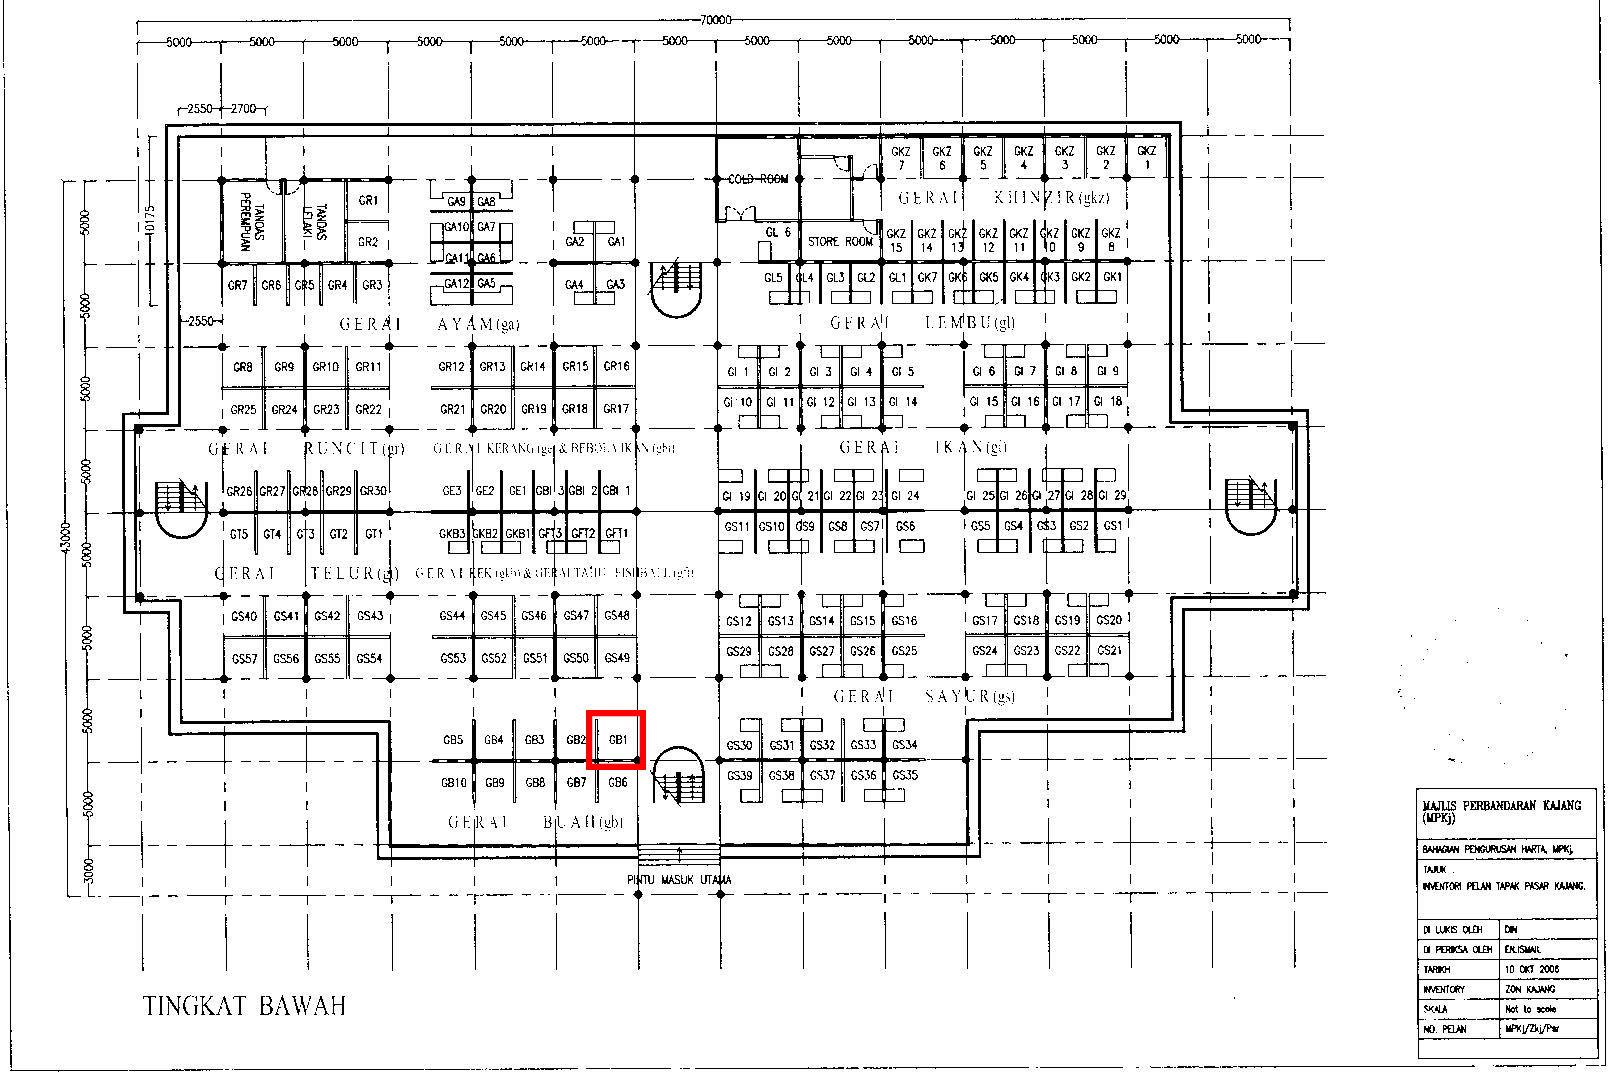 70000
5000 5000 5000 5000 5000 5000 5000 5000 5000 5000 5000 5000 5000 5000
2550 2700
10175
43000
5000
5000
5000
5000
5000
5000
5000
5000
3000
2550
TANDAS PEREMPUAN
TANDAS LELAKI
GR1
GR2
GR7 GR6 GR5 GR4 GR3
GA9 GA8
GA10 GA7
GA11 GA6
GA12 GA5
GA2 GA1
GA4 GA3
COLD ROOM
STORE ROOM
GL 6
GKZ 7 GKZ 6 GKZ 5 GKZ 4 GKZ 3 GKZ 2 GKZ 1
GERAI KHINZIR(gkz)
GKZ 15 GKZ 14 GKZ 13 GKZ 12 GKZ 11 GKZ 10 GKZ 9 GKZ 8
GL5 GL4 GL3 GL2 GL1 GK7 GK6 GK5 GK4 GK3 GK2 GK1
GERAI AYAM(ga)
GERAI LEMBU(gl)
GR8 GR9 GR10 GR11 GR12 GR13 GR14 GR15 GR16
GI 1 GI 2 GI 3 GI 4 GI 5 GI 6 GI 7 GI 8 GI 9
GR25 GR24 GR23 GR22 GR21 GR20 GR19 GR18 GR17
GI 10 GI 11 GI 12 GI 13 GI 14 GI 15 GI 16 GI 17 GI 18
GERAI RUNCIT(gr)
GERAI KERANG(ge) & BEBOLA IKAN(gbi)
GERAI IKAN(gi)
GR26 GR27 GR28 GR29 GR30 GE3 GE2 GE1 GBI 3 GBI 2 GBI 1
GI 19 GI 20 GI 21 GI 22 GI 23 GI 24 GI 25 GI 26 GI 27 GI 28 GI 29
GT5 GT4 GT3 GT2 GT1 GKB3 GKB2 GKB1 GFT3 GFT2 GFT1
GS11 GS10 GS9 GS8 GS7 GS6 GS5 GS4 GS3 GS2 GS1
GERAI TELUR(gt)
GERAI KEK(gkb) & GERAI TAHU FISHBALL(gft)
GS40 GS41 GS42 GS43 GS44 GS45 GS46 GS47 GS48
GS12 GS13 GS14 GS15 GS16 GS17 GS18 GS19 GS20
GS57 GS56 GS55 GS54 GS53 GS52 GS51 GS50 GS49
GS29 GS28 GS27 GS26 GS25 GS24 GS23 GS22 GS21
GERAI SAYUR(gs)
GB5 GB4 GB3 GB2 GB1
GS30 GS31 GS32 GS33 GS34
GB10 GB9 GB8 GB7 GB6
GS39 GS38 GS37 GS36 GS35
GERAI BUAH(gb)
PINTU MASUK UTAMA
TINGKAT BAWAH
MAJLIS PERBANDARAN KAJANG
(MPKj)
BAHAGIAN PENGURUSAN HARTA, MPKj.
TAJUK .
INVENTORI PELAN TAPAK PASAR KAJANG.
DI LUKIS OLEH DIN
DI PERIKSA OLEH EN.ISMAIL
TARIKH 10 OKT 2006
INVENTORY ZON KAJANG
SKALA Not to scale
NO. PELAN MPKj/Zkj/Psr